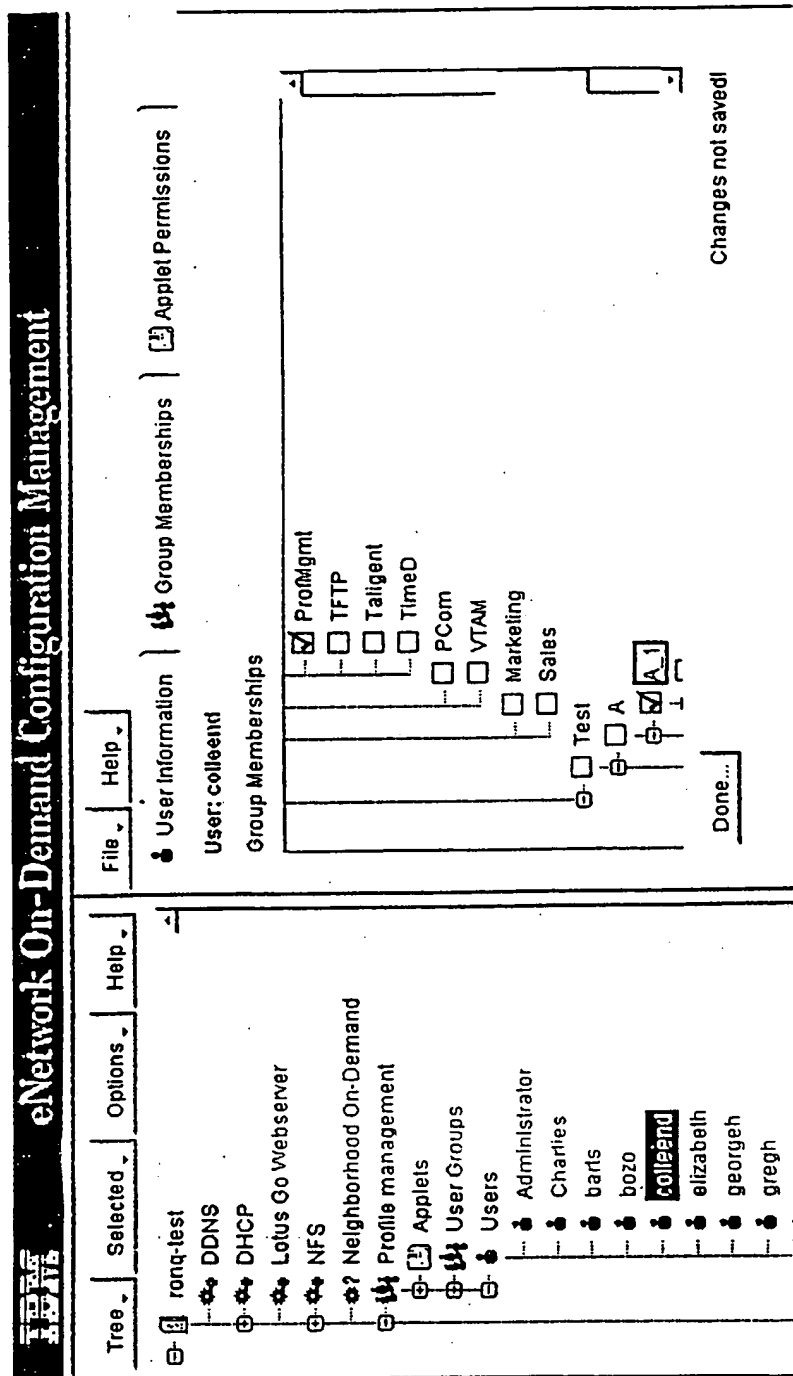 IBM
eNetwork On-Demand Configuration Management
Tree
Selected
Options
Help
ronq-test
DDNS
DHCP
Lotus Go Webserver
NFS
Neighborhood On-Demand
Profile management
Applets
User Groups
Users
Administrator
Charlies
barts
bozo
colleend
elizabeth
georgeh
gregh
File
Help
User Information
Group Memberships
Applet Permissions
User: colleend
Group Memberships
ProfMgmt
TFTP
Taligent
TimeD
PCom
VTAM
Marketing
Sales
Test
A
A_1
Done...
Changes not saved!